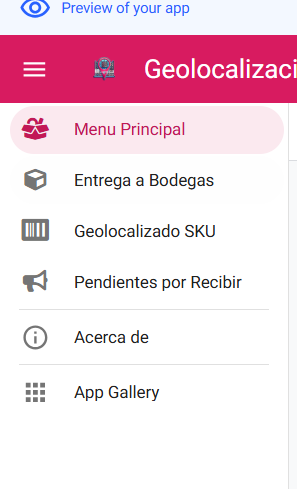 Preview of your app
Geolocalizaci
Menu Principal
Entrega a Bodegas
Geolocalizado SKU
Pendientes por Recibir
Acerca de
App Gallery